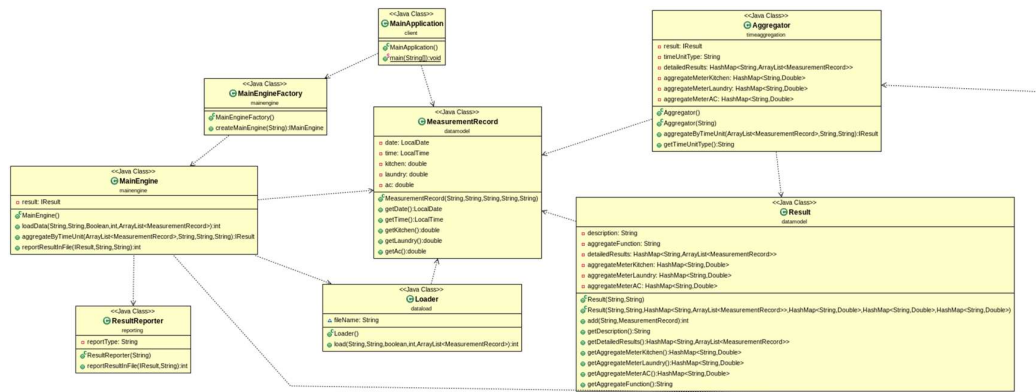 <<Java Class>>
MainApplication
client
MainApplication()
main(String[]):void
<<Java Class>>
MainEngineFactory
mainengine
MainEngineFactory()
createMainEngine(String):IMainEngine
<<Java Class>>
MainEngine
mainengine
result: IResult
MainEngine()
loadData(String,String,Boolean,int,ArrayList<MeasurementRecord>):int
aggregateByTimeUnit(ArrayList<MeasurementRecord>,String,String,String):IResult
reportResultInFile(IResult,String,String):int
<<Java Class>>
ResultReporter
reporting
reportType: String
ResultReporter(String)
reportResultInFile(IResult,String):int
<<Java Class>>
MeasurementRecord
datamodel
date: LocalDate
time: LocalTime
kitchen: double
laundry: double
ac: double
MeasurementRecord(String,String,String,String,String)
getDate():LocalDate
getTime():LocalTime
getKitchen():double
getLaundry():double
getAc():double
<<Java Class>>
Loader
dataload
fileName: String
Loader()
load(String,String,boolean,int,ArrayList<MeasurementRecord>):int
<<Java Class>>
Aggregator
timeaggregation
result: IResult
timeUnitType: String
detailedResults: HashMap<String,ArrayList<MeasurementRecord>>
aggregateMeterKitchen: HashMap<String,Double>
aggregateMeterLaundry: HashMap<String,Double>
aggregateMeterAC: HashMap<String,Double>
Aggregator()
Aggregator(String)
aggregateByTimeUnit(ArrayList<MeasurementRecord>,String,String):IResult
getTimeUnitType():String
<<Java Class>>
Result
datamodel
description: String
aggregateFunction: String
detailedResults: HashMap<String,ArrayList<MeasurementRecord>>
aggregateMeterKitchen: HashMap<String,Double>
aggregateMeterLaundry: HashMap<String,Double>
aggregateMeterAC: HashMap<String,Double>
Result(String,String)
Result(String,String,HashMap<String,ArrayList<MeasurementRecord>>,HashMap<String,Double>,HashMap<String,Double>,HashMap<String,Double>)
add(String,MeasurementRecord):int
getDescription():String
getDetailedResults():HashMap<String,ArrayList<MeasurementRecord>>
getAggregateMeterKitchen():HashMap<String,Double>
getAggregateMeterLaundry():HashMap<String,Double>
getAggregateMeterAC():HashMap<String,Double>
getAggregateFunction():String